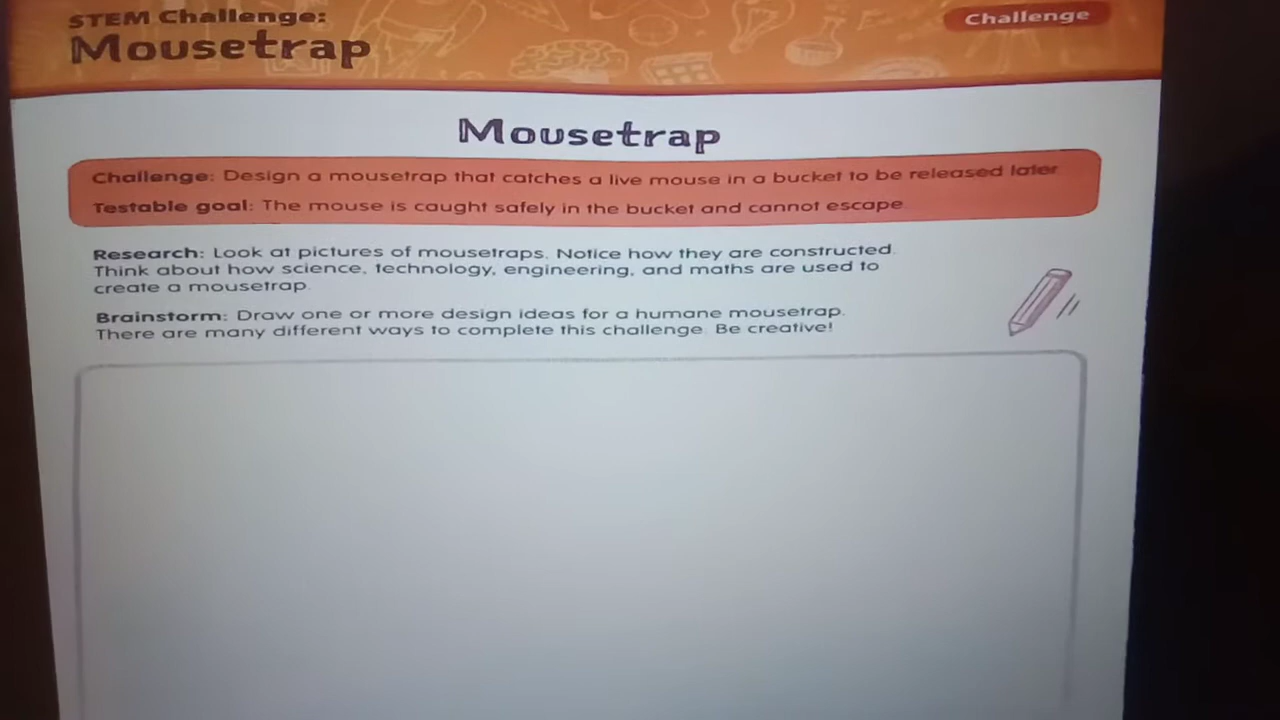 STEM Challenge:
Mousetrap
Challenge
Mousetrap
Challenge: Design a mousetrap that catches a live mouse in a bucket to be released later.
Testable goal: The mouse is caught safely in the bucket and cannot escape.
Research: Look at pictures of mousetraps. Notice how they are constructed.
Think about how science, technology, engineering, and maths are used to
create a mousetrap.
Brainstorm: Draw one or more design ideas for a humane mousetrap.
There are many different ways to complete this challenge. Be creative!